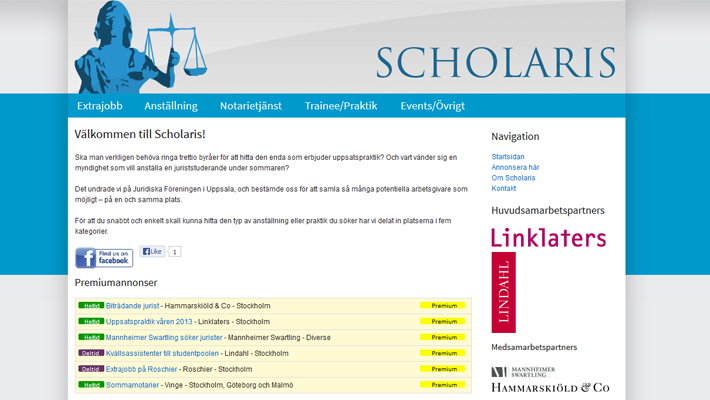 SCHOLARIS
Extrajobb Anställning Notarietjänst Trainee/Praktik Events/Övrigt
Välkommen till Scholaris!
Ska man verkligen behöva ringa trettio byråer för att hitta den enda som erbjuder uppsatspraktik? Och vart vänder sig en
myndighet som vill anställa en juriststuderande under sommaren?
Det undrade vi på Juridiska Föreningen i Uppsala, och bestämde oss för att samla så många potentiella arbetsgivare som
möjligt – på en och samma plats.
För att du snabbt och enkelt skall kunna hitta den typ av anställning eller praktik du söker har vi delat in platserna i fem
kategorier.
Find us on
facebook
Like 1
Premiumannonser
Heltid Biträdande jurist - Hammarskiöld & Co - Stockholm Premium
Heltid Uppsatspraktik våren 2013 - Linklaters - Stockholm Premium
Heltid Mannheimer Swartling söker jurister - Mannheimer Swartling - Diverse Premium
Deltid Kvällsassistenter till studentpoolen - Lindahl - Stockholm Premium
Deltid Extrajobb på Roschier - Roschier - Stockholm Premium
Heltid Sommarnotarier - Vinge - Stockholm, Göteborg och Malmö Premium
Navigation
Startsidan
Annonsera här
Om Scholaris
Kontakt
Huvudsamarbetspartners
Linklaters
LINDAHL
Medsamarbetspartners
MANNHEIMER
SWARTLING
HAMMARSKIÖLD & CO